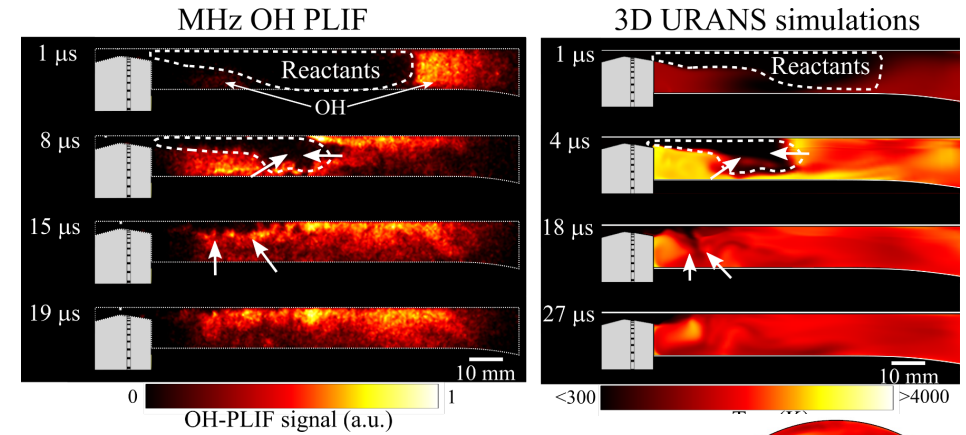 MHz OH PLIF
3D URANS simulations
1 μs
Reactants
OH
8 μs
15 μs
19 μs
10 mm
0
1
OH-PLIF signal (a.u.)
1 μs
Reactants
4 μs
18 μs
27 μs
10 mm
<300
>4000